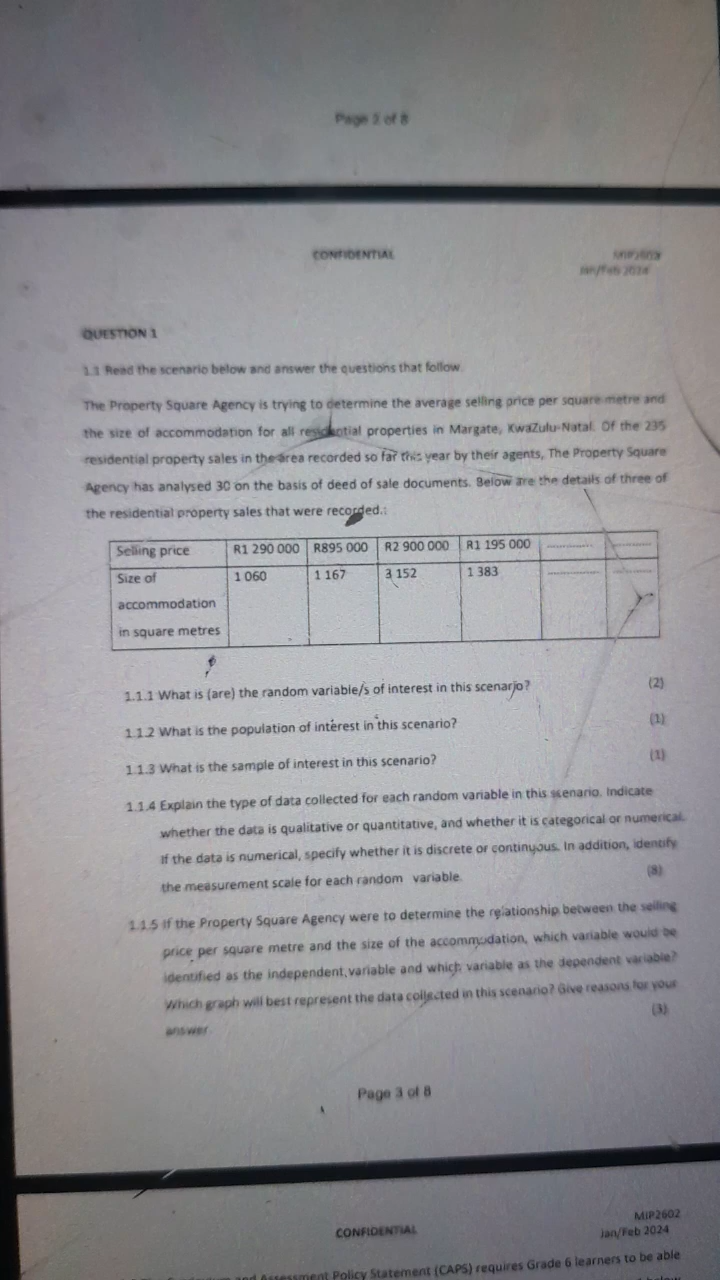 Page 2 of 8
CONFIDENTIAL
MIP2602
Jan/Feb 2024
QUESTION 1
1.1 Read the scenario below and answer the questions that follow.
The Property Square Agency is trying to determine the average selling price per square metre and
the size of accommodation for all residential properties in Margate, KwaZulu-Natal. Of the 235
residential property sales in the area recorded so far this year by their agents, The Property Square
Agency has analysed 30 on the basis of deed of sale documents. Below are the details of three of
the residential property sales that were recorded.:
Selling price R1 290 000 R895 000 R2 900 000 R1 195 000 .............. ..............
Size of 1 060 1 167 3 152 1 383 .............. ..............
accommodation
in square metres
1.1.1 What is (are) the random variable/s of interest in this scenario? (2)
1.1.2 What is the population of interest in this scenario? (1)
1.1.3 What is the sample of interest in this scenario? (1)
1.1.4 Explain the type of data collected for each random variable in this scenario. Indicate
whether the data is qualitative or quantitative, and whether it is categorical or numerical.
If the data is numerical, specify whether it is discrete or continuous. In addition, identify
the measurement scale for each random variable. (8)
1.1.5 If the Property Square Agency were to determine the relationship between the selling
price per square metre and the size of the accommodation, which variable would be
identified as the independent variable and which variable as the dependent variable?
Which graph will best represent the data collected in this scenario? Give reasons for your
answer. (3)
Page 3 of 8
CONFIDENTIAL
MIP2602
Jan/Feb 2024
and Assessment Policy Statement (CAPS) requires Grade 6 learners to be able